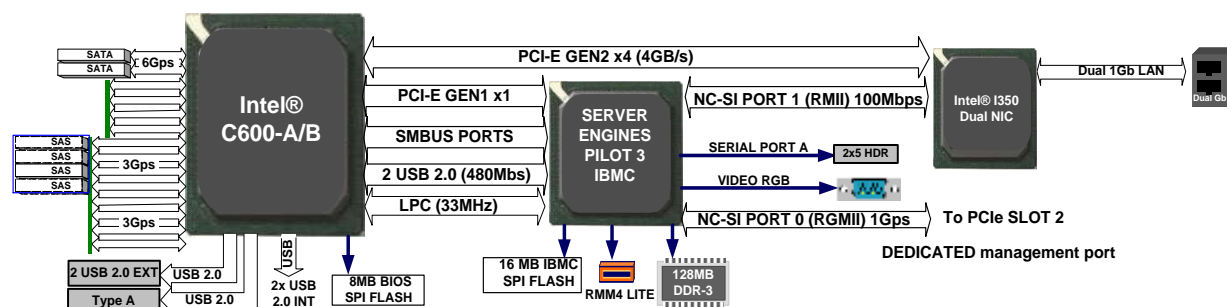 SATA
SATA
6Gps
SAS
SAS
SAS
SAS
3Gps
3Gps
Intel®
C600-A/B
PCI-E GEN2 x4 (4GB/s)
PCI-E GEN1 x1
SMBUS PORTS
2 USB 2.0 (480Mbs)
LPC (33MHz)
SERVER
ENGINES
PILOT 3
IBMC
NC-SI PORT 1 (RMII) 100Mbps
Intel® I350
Dual NIC
Dual 1Gb LAN
Dual Gb
SERIAL PORT A
2x5 HDR
VIDEO RGB
NC-SI PORT 0 (RGMII) 1Gps
To PCIe SLOT 2
DEDICATED management port
2 USB 2.0 EXT
USB 2.0
Type A
USB 2.0
USB
2x USB
2.0 INT
8MB BIOS
SPI FLASH
16 MB IBMC
SPI FLASH
RMM4 LITE
128MB
DDR-3